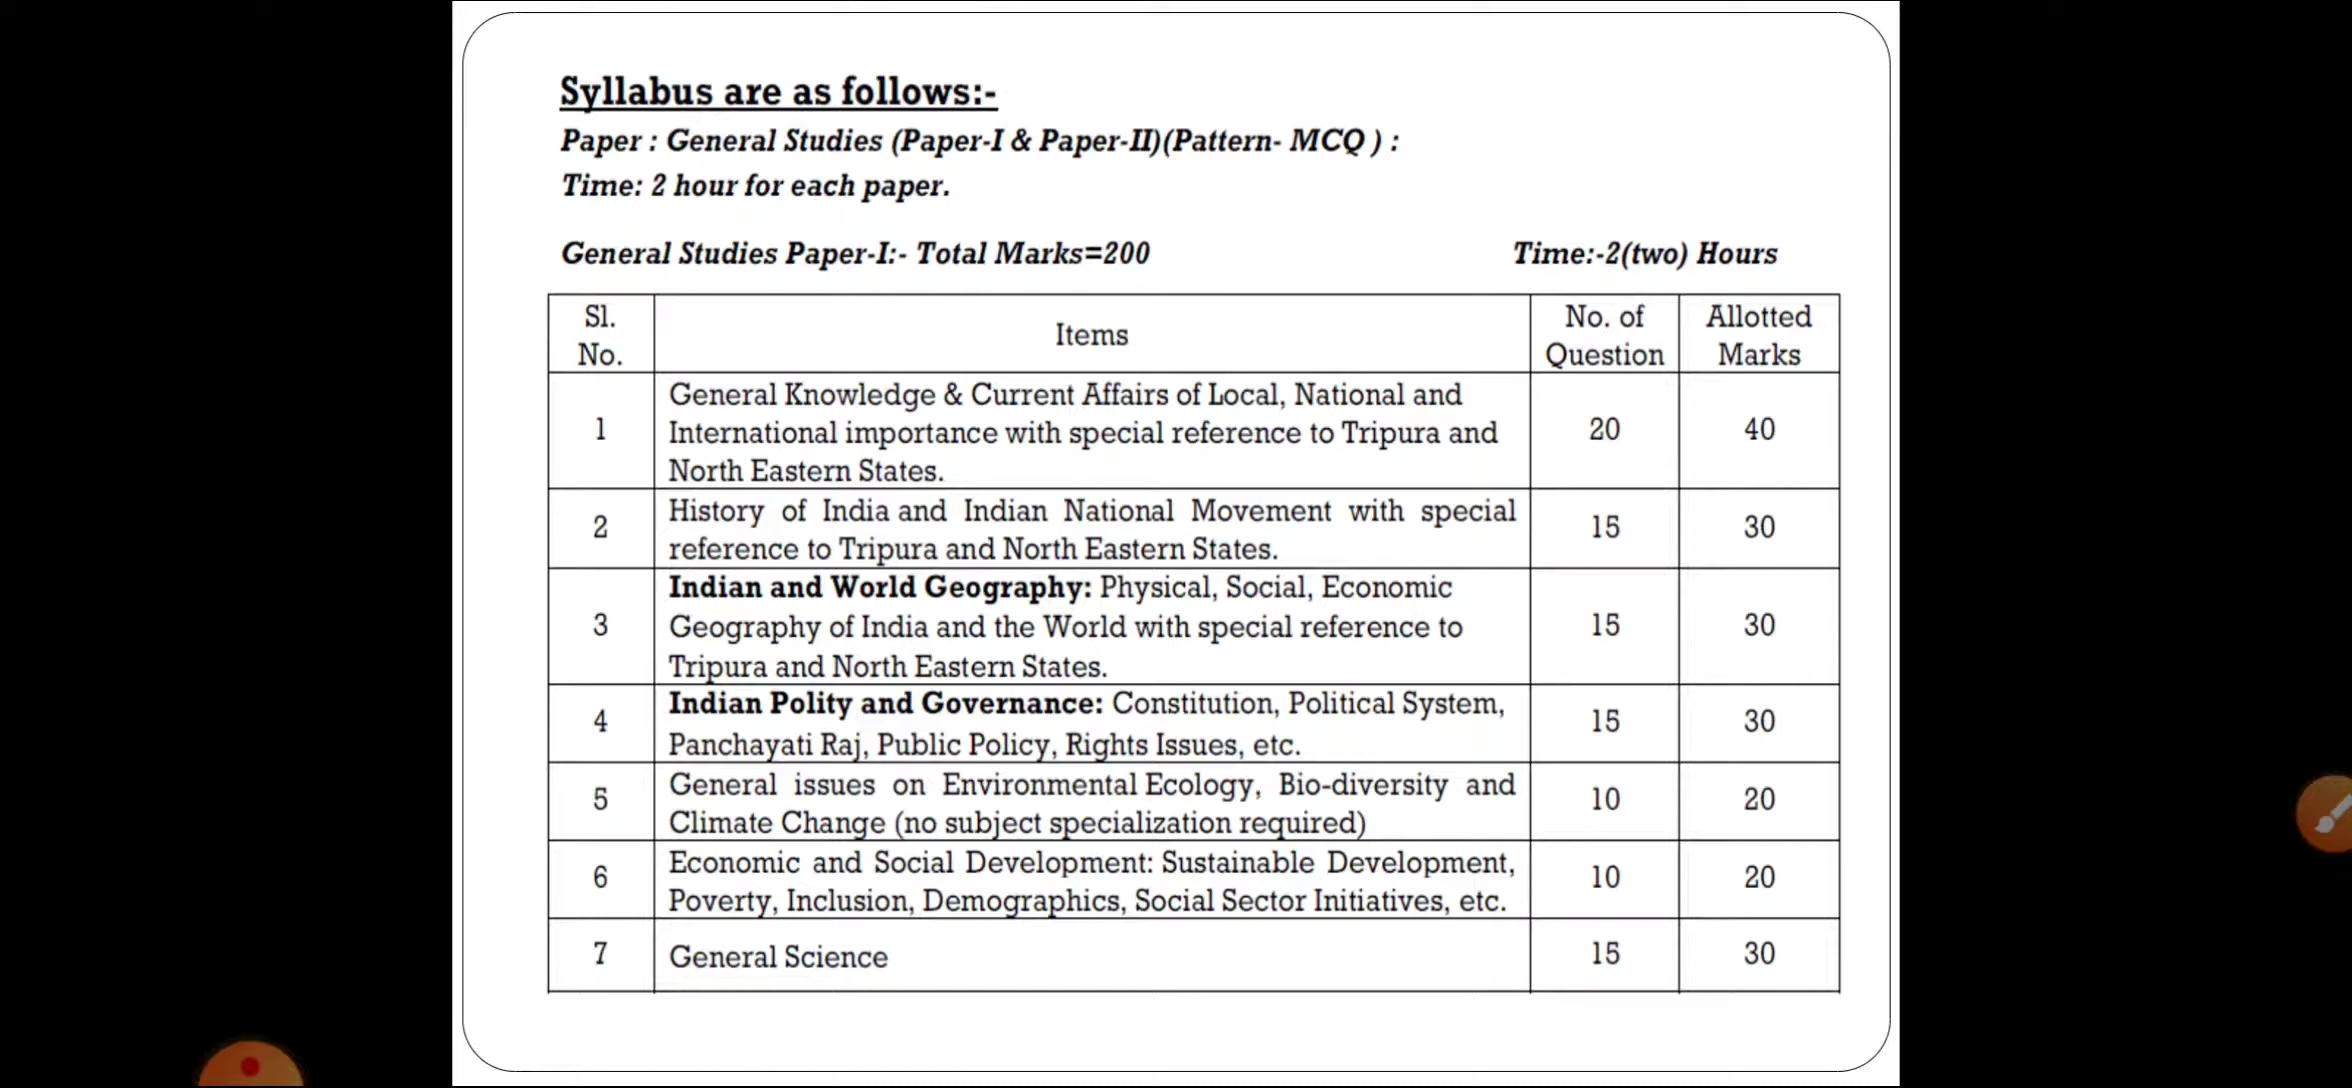 Syllabus are as follows:-
Paper : General Studies (Paper-I & Paper-II)(Pattern- MCQ ) :
Time: 2 hour for each paper.
General Studies Paper-I:- Total Marks=200 Time:-2(two) Hours
Sl. No. Items No. of Question Allotted Marks
1 General Knowledge & Current Affairs of Local, National and
International importance with special reference to Tripura and 20 40
North Eastern States.
2 History of India and Indian National Movement with special 15 30
reference to Tripura and North Eastern States.
Indian and World Geography: Physical, Social, Economic
3 Geography of India and the World with special reference to 15 30
Tripura and North Eastern States.
4 Indian Polity and Governance: Constitution, Political System, 15 30
Panchayati Raj, Public Policy, Rights Issues, etc.
5 General issues on Environmental Ecology, Bio-diversity and 10 20
Climate Change (no subject specialization required)
6 Economic and Social Development: Sustainable Development, 10 20
Poverty, Inclusion, Demographics, Social Sector Initiatives, etc.
7 General Science 15 30